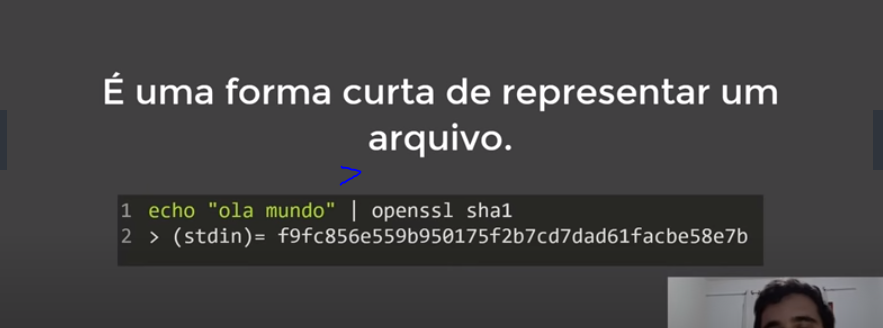 É uma forma curta de representar um
arquivo.
>
1 echo "ola mundo" | openssl sha1
2 > (stdin)= f9fc856e559b950175f2b7cd7dad61facbe58e7b